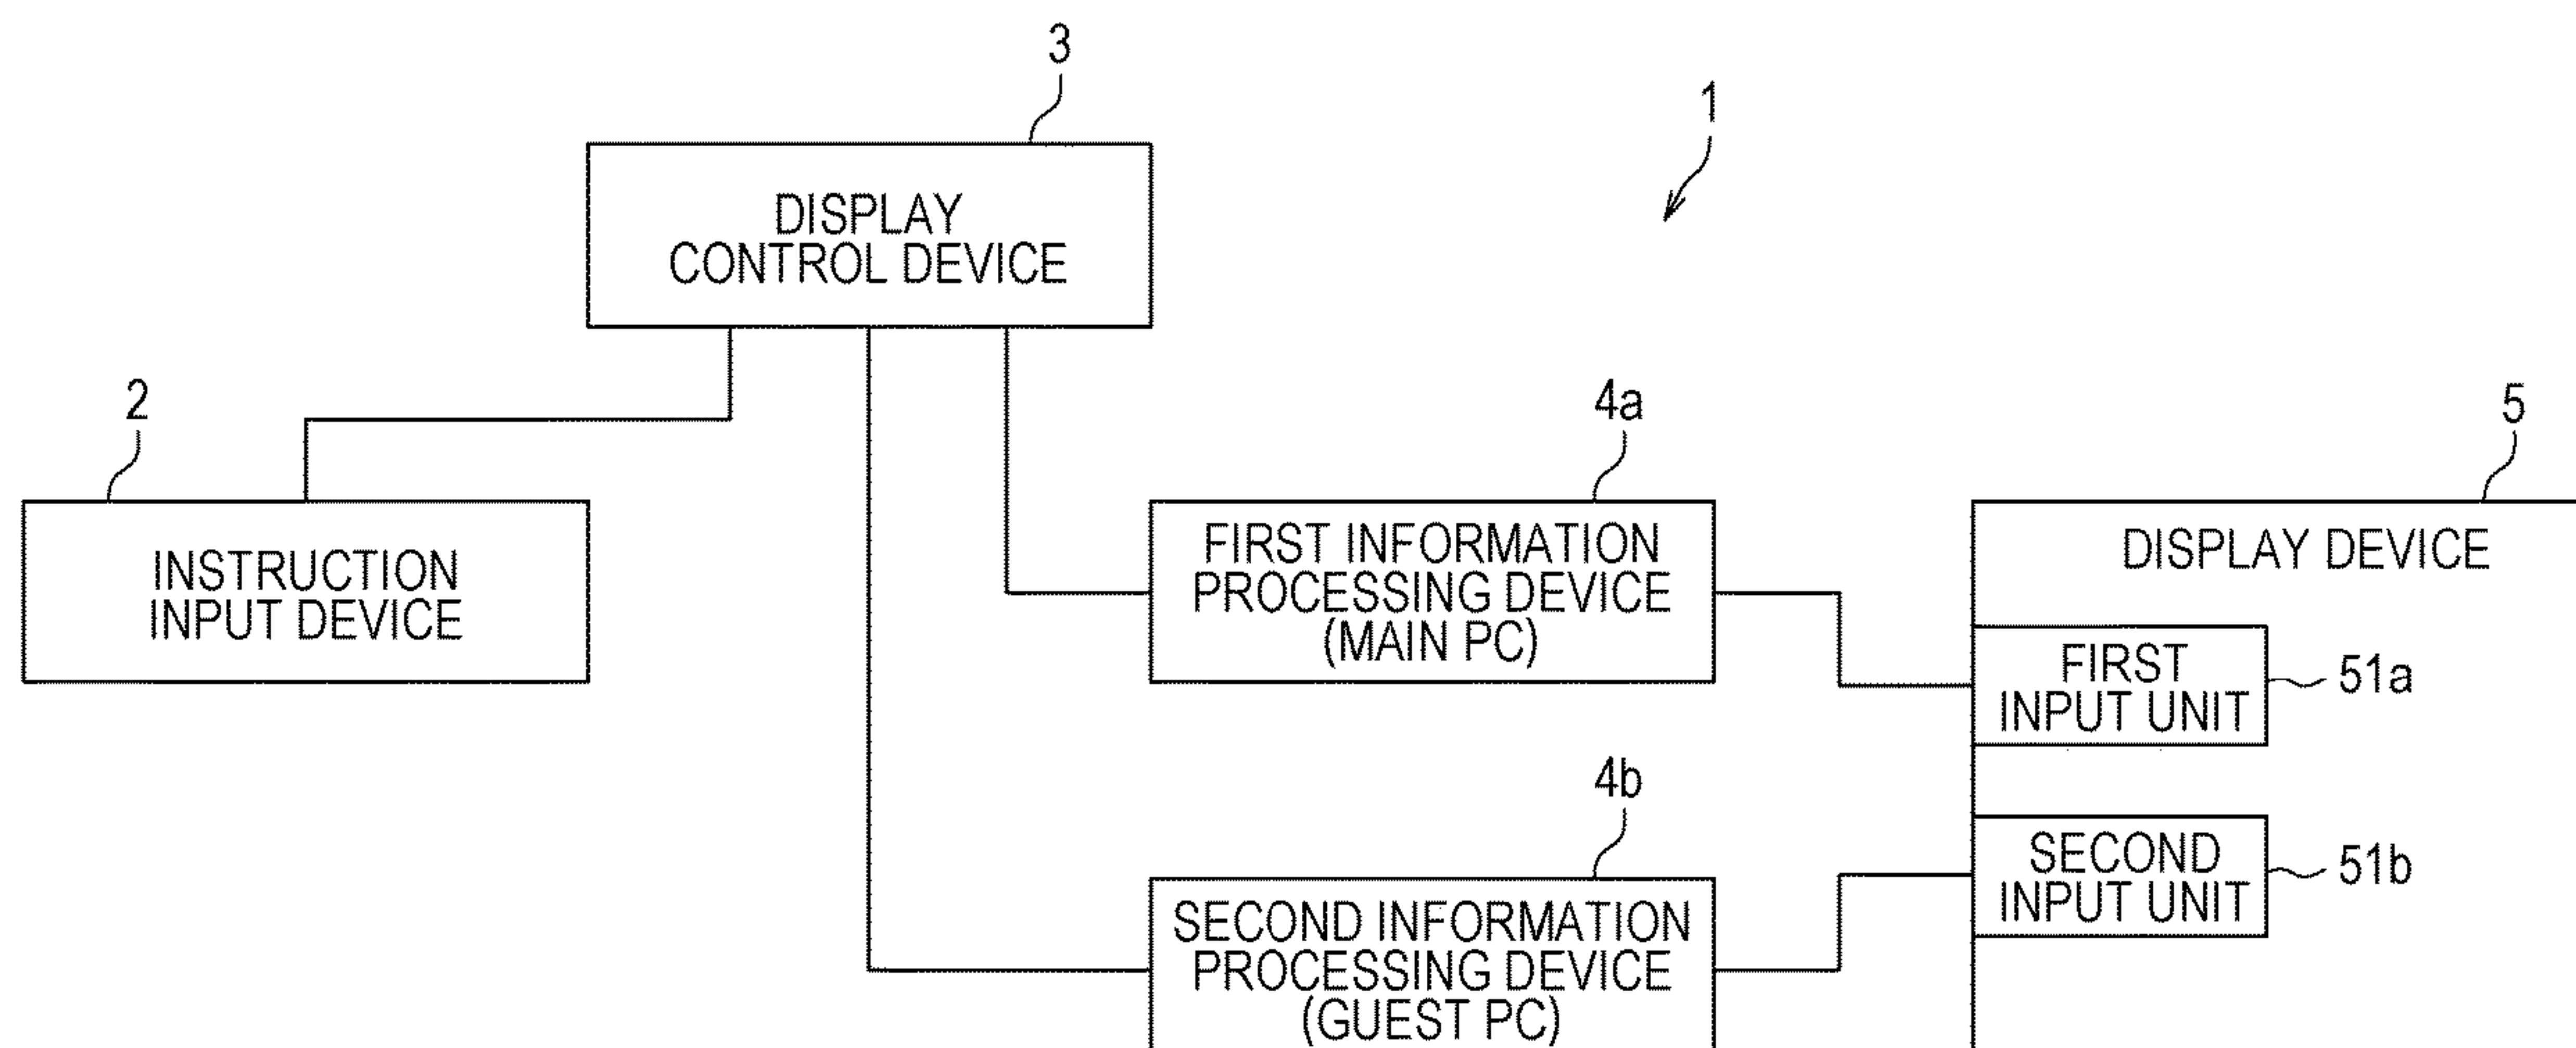 3
1
DISPLAY
CONTROL DEVICE
2
4a
5
INSTRUCTION
INPUT DEVICE
FIRST INFORMATION
PROCESSING DEVICE
(MAIN PC)
DISPLAY DEVICE
FIRST
INPUT UNIT
51a
4b
SECOND INFORMATION
PROCESSING DEVICE
(GUEST PC)
SECOND
INPUT UNIT
51b